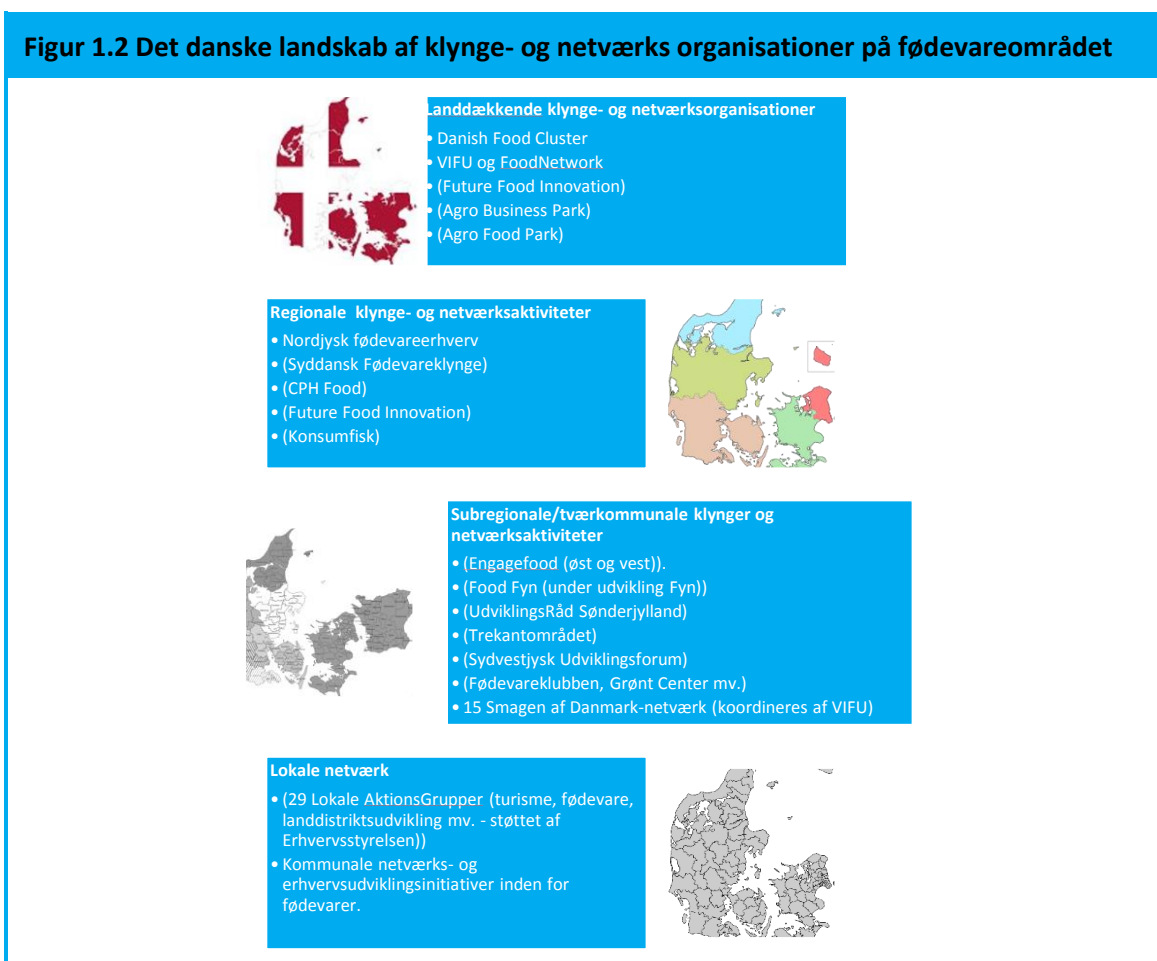 Figur 1.2 Det danske landskab af klynge- og netværks organisationer på fødevareområdet
Landdækkende klynge- og netværksorganisationer
• Danish Food Cluster
• VIFU og FoodNetwork
• (Future Food Innovation)
• (Agro Business Park)
• (Agro Food Park)
Regionale klynge- og netværksaktiviteter
• Nordjysk fødevareerhverv
• (Syddansk Fødevareklynge)
• (CPH Food)
• (Future Food Innovation)
• (Konsumfisk)
Subregionale/tværkommunale klynger og
netværksaktiviteter
• (Engagefood (øst og vest)).
• (Food Fyn (under udvikling Fyn))
• (UdviklingsRåd Sønderjylland)
• (Trekantområdet)
• (Sydvestjysk Udviklingsforum)
• (Fødevareklubben, Grønt Center mv.)
• 15 Smagen af Danmark-netværk (koordineres af VIFU)
Lokale netværk
• (29 Lokale AktionsGrupper (turisme, fødevare,
landdistriktsudvikling mv. - støttet af
Erhvervsstyrelsen))
• Kommunale netværks- og
erhvervsudviklingsinitiativer inden for
fødevarer.